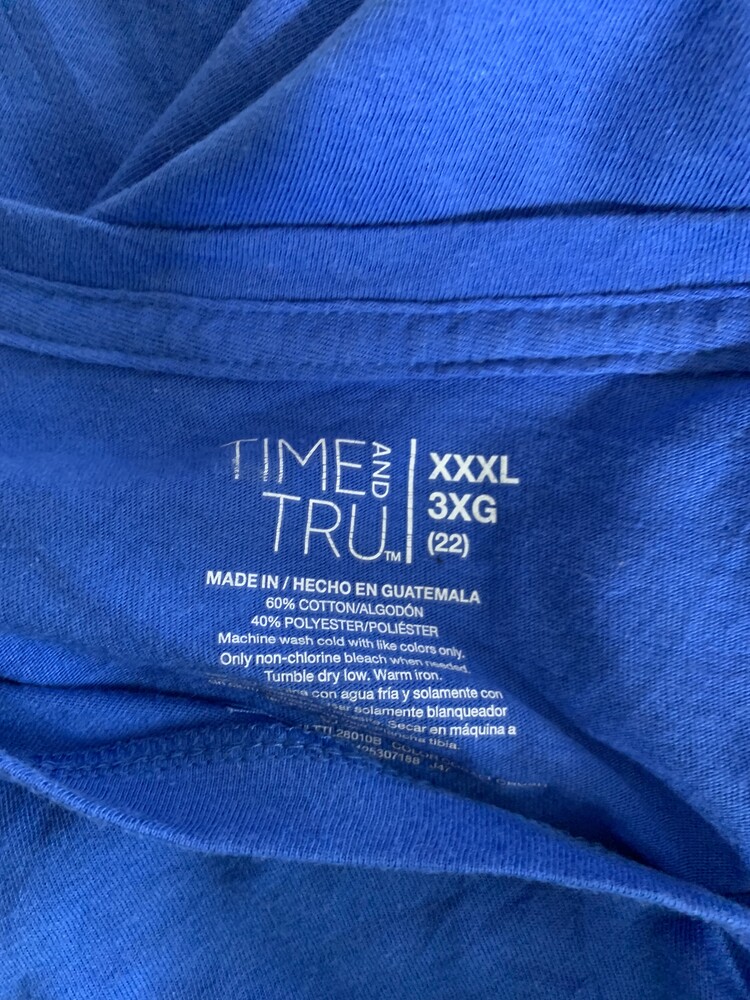 TIME AND
TRU™
XXXL
3XG
(22)
MADE IN / HECHO EN GUATEMALA
60% COTTON/ALGODÓN
40% POLYESTER/POLIÉSTER
Machine wash cold with like colors only.
Only non-chlorine bleach when needed.
Tumble dry low. Warm iron.
con agua fría y solamente con
solamente blanqueador
Secar en máquina a
tibia.